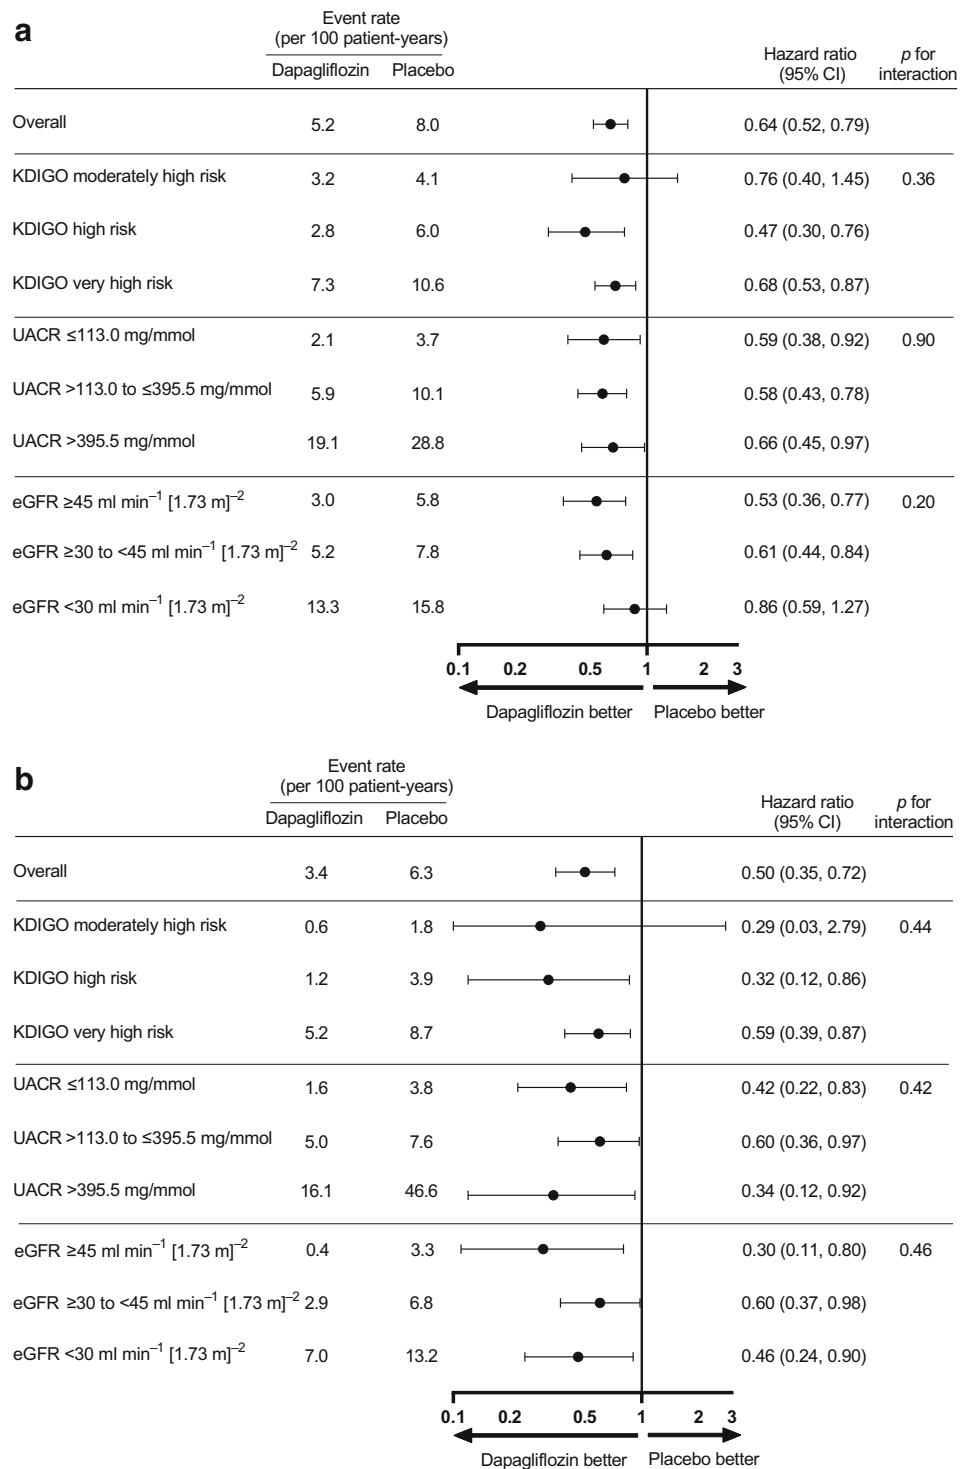 a
Event rate
(per 100 patient-years)
Dapagliflozin Placebo
Hazard ratio
(95% CI)
p for
interaction
Overall 5.2 8.0 0.64 (0.52, 0.79)
KDIGO moderately high risk 3.2 4.1 0.76 (0.40, 1.45) 0.36
KDIGO high risk 2.8 6.0 0.47 (0.30, 0.76)
KDIGO very high risk 7.3 10.6 0.68 (0.53, 0.87)
UACR ≤113.0 mg/mmol 2.1 3.7 0.59 (0.38, 0.92) 0.90
UACR >113.0 to ≤395.5 mg/mmol 5.9 10.1 0.58 (0.43, 0.78)
UACR >395.5 mg/mmol 19.1 28.8 0.66 (0.45, 0.97)
eGFR ≥45 ml min⁻¹ [1.73 m]⁻² 3.0 5.8 0.53 (0.36, 0.77) 0.20
eGFR ≥30 to <45 ml min⁻¹ [1.73 m]⁻² 5.2 7.8 0.61 (0.44, 0.84)
eGFR <30 ml min⁻¹ [1.73 m]⁻² 13.3 15.8 0.86 (0.59, 1.27)
0.1 0.2 0.5 1 2 3
Dapagliflozin better Placebo better
b
Event rate
(per 100 patient-years)
Dapagliflozin Placebo
Hazard ratio
(95% CI)
p for
interaction
Overall 3.4 6.3 0.50 (0.35, 0.72)
KDIGO moderately high risk 0.6 1.8 0.29 (0.03, 2.79) 0.44
KDIGO high risk 1.2 3.9 0.32 (0.12, 0.86)
KDIGO very high risk 5.2 8.7 0.59 (0.39, 0.87)
UACR ≤113.0 mg/mmol 1.6 3.8 0.42 (0.22, 0.83) 0.42
UACR >113.0 to ≤395.5 mg/mmol 5.0 7.6 0.60 (0.36, 0.97)
UACR >395.5 mg/mmol 16.1 46.6 0.34 (0.12, 0.92)
eGFR ≥45 ml min⁻¹ [1.73 m]⁻² 0.4 3.3 0.30 (0.11, 0.80) 0.46
eGFR ≥30 to <45 ml min⁻¹ [1.73 m]⁻² 2.9 6.8 0.60 (0.37, 0.98)
eGFR <30 ml min⁻¹ [1.73 m]⁻² 7.0 13.2 0.46 (0.24, 0.90)
0.1 0.2 0.5 1 2 3
Dapagliflozin better Placebo better